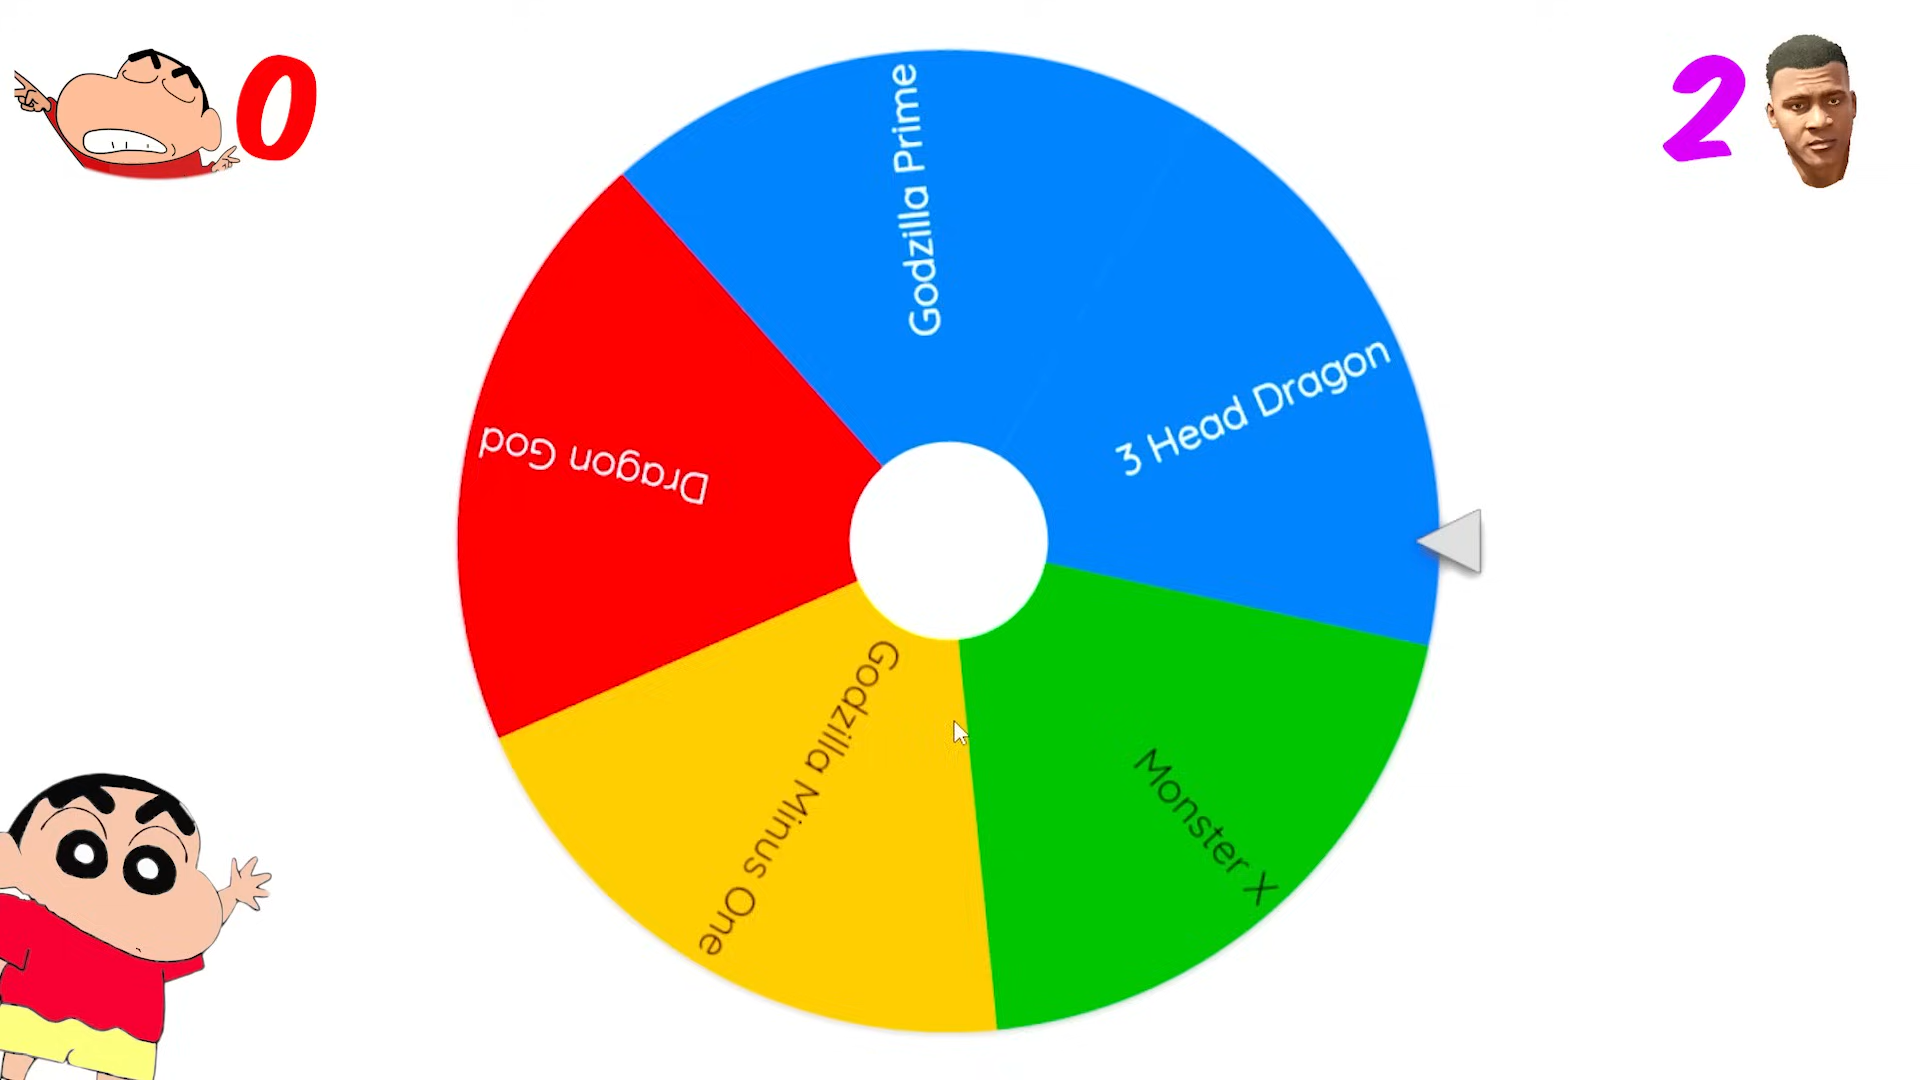 0
2
Godzilla Prime
3 Head Dragon
Dragon God
Godzilla Minus One
Monster X